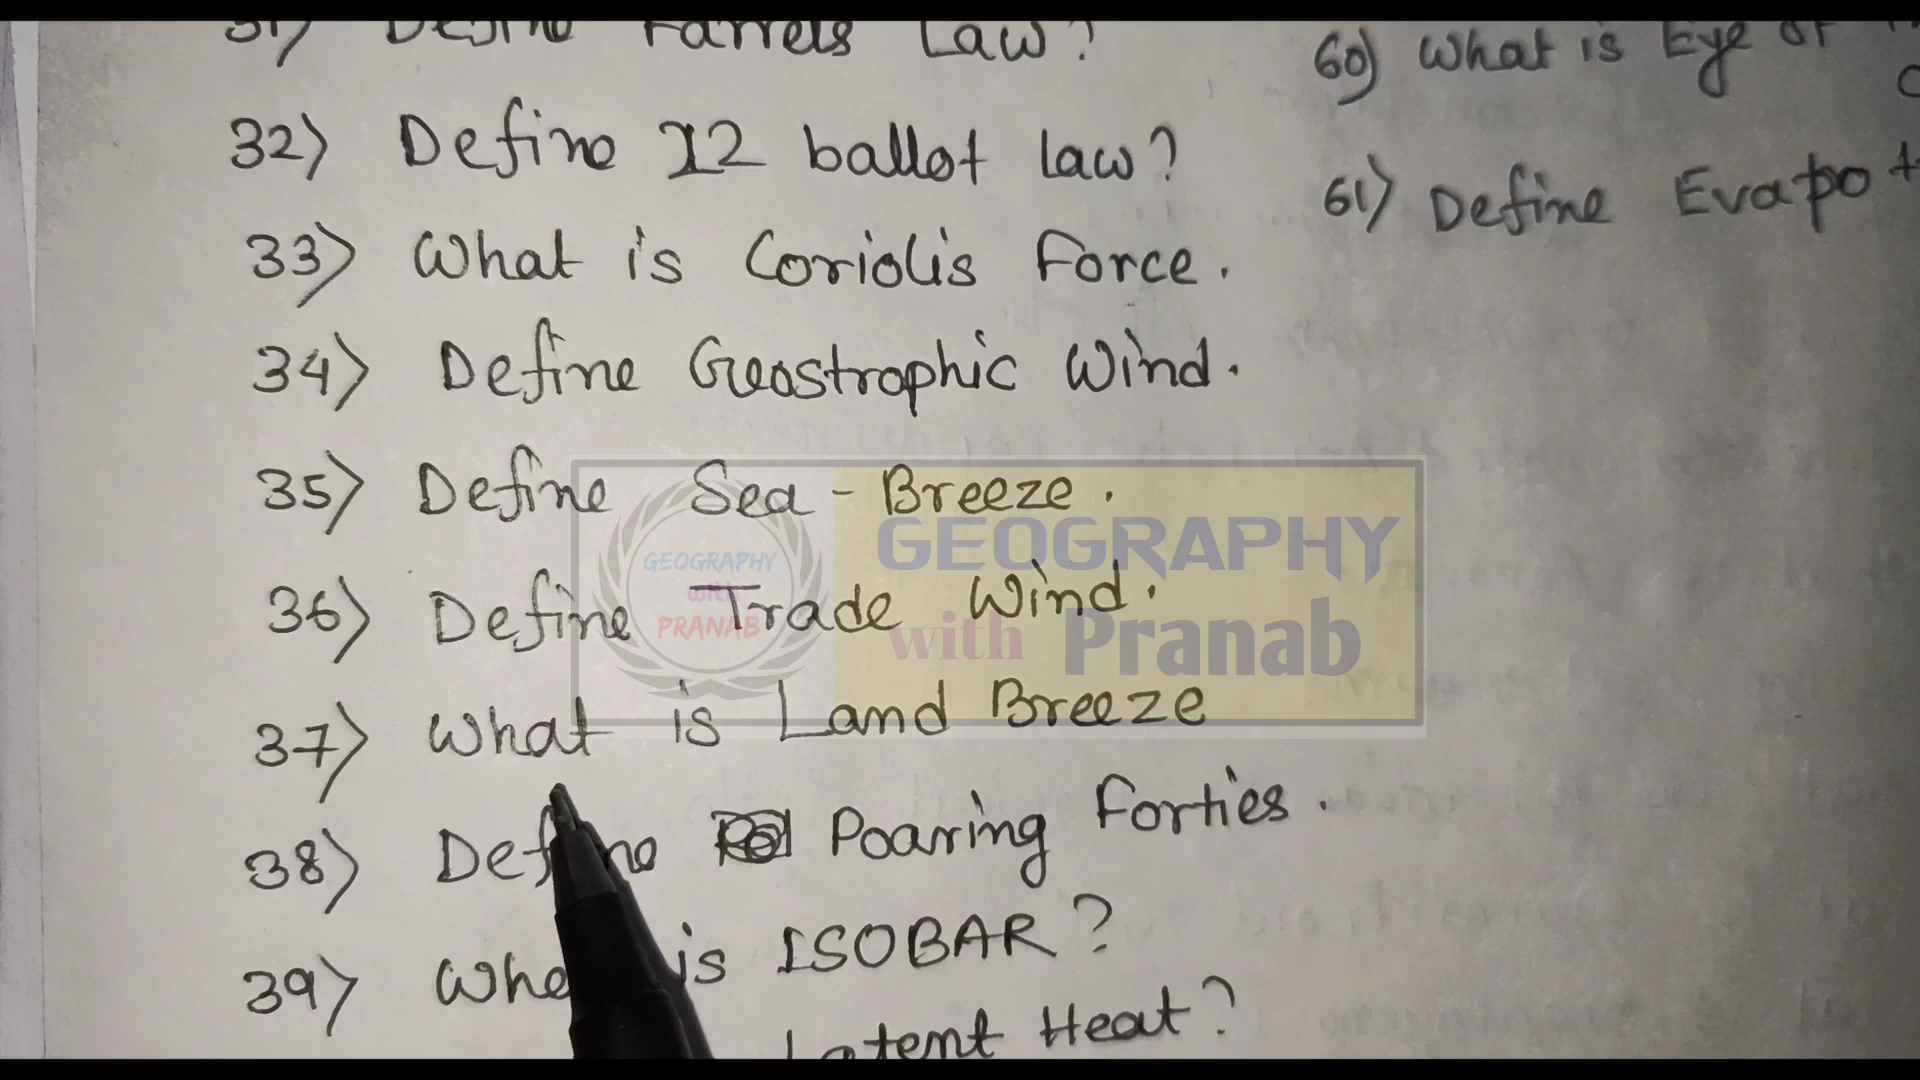 31) Define Farrels Law?
32) Define I2 ballot law?
33) What is Coriolis Force.
34) Define Geostrophic Wind.
35) Define Sea - Breeze.
36) Define Trade Wind.
37) What is Land Breeze
38) Define Poaring Forties.
39) is ISOBAR?
Latent Heat?
60) What is Eye of
61) Define Evapo
GEOGRAPHY
with
PRANAB
GEOGRAPHY
with Pranab